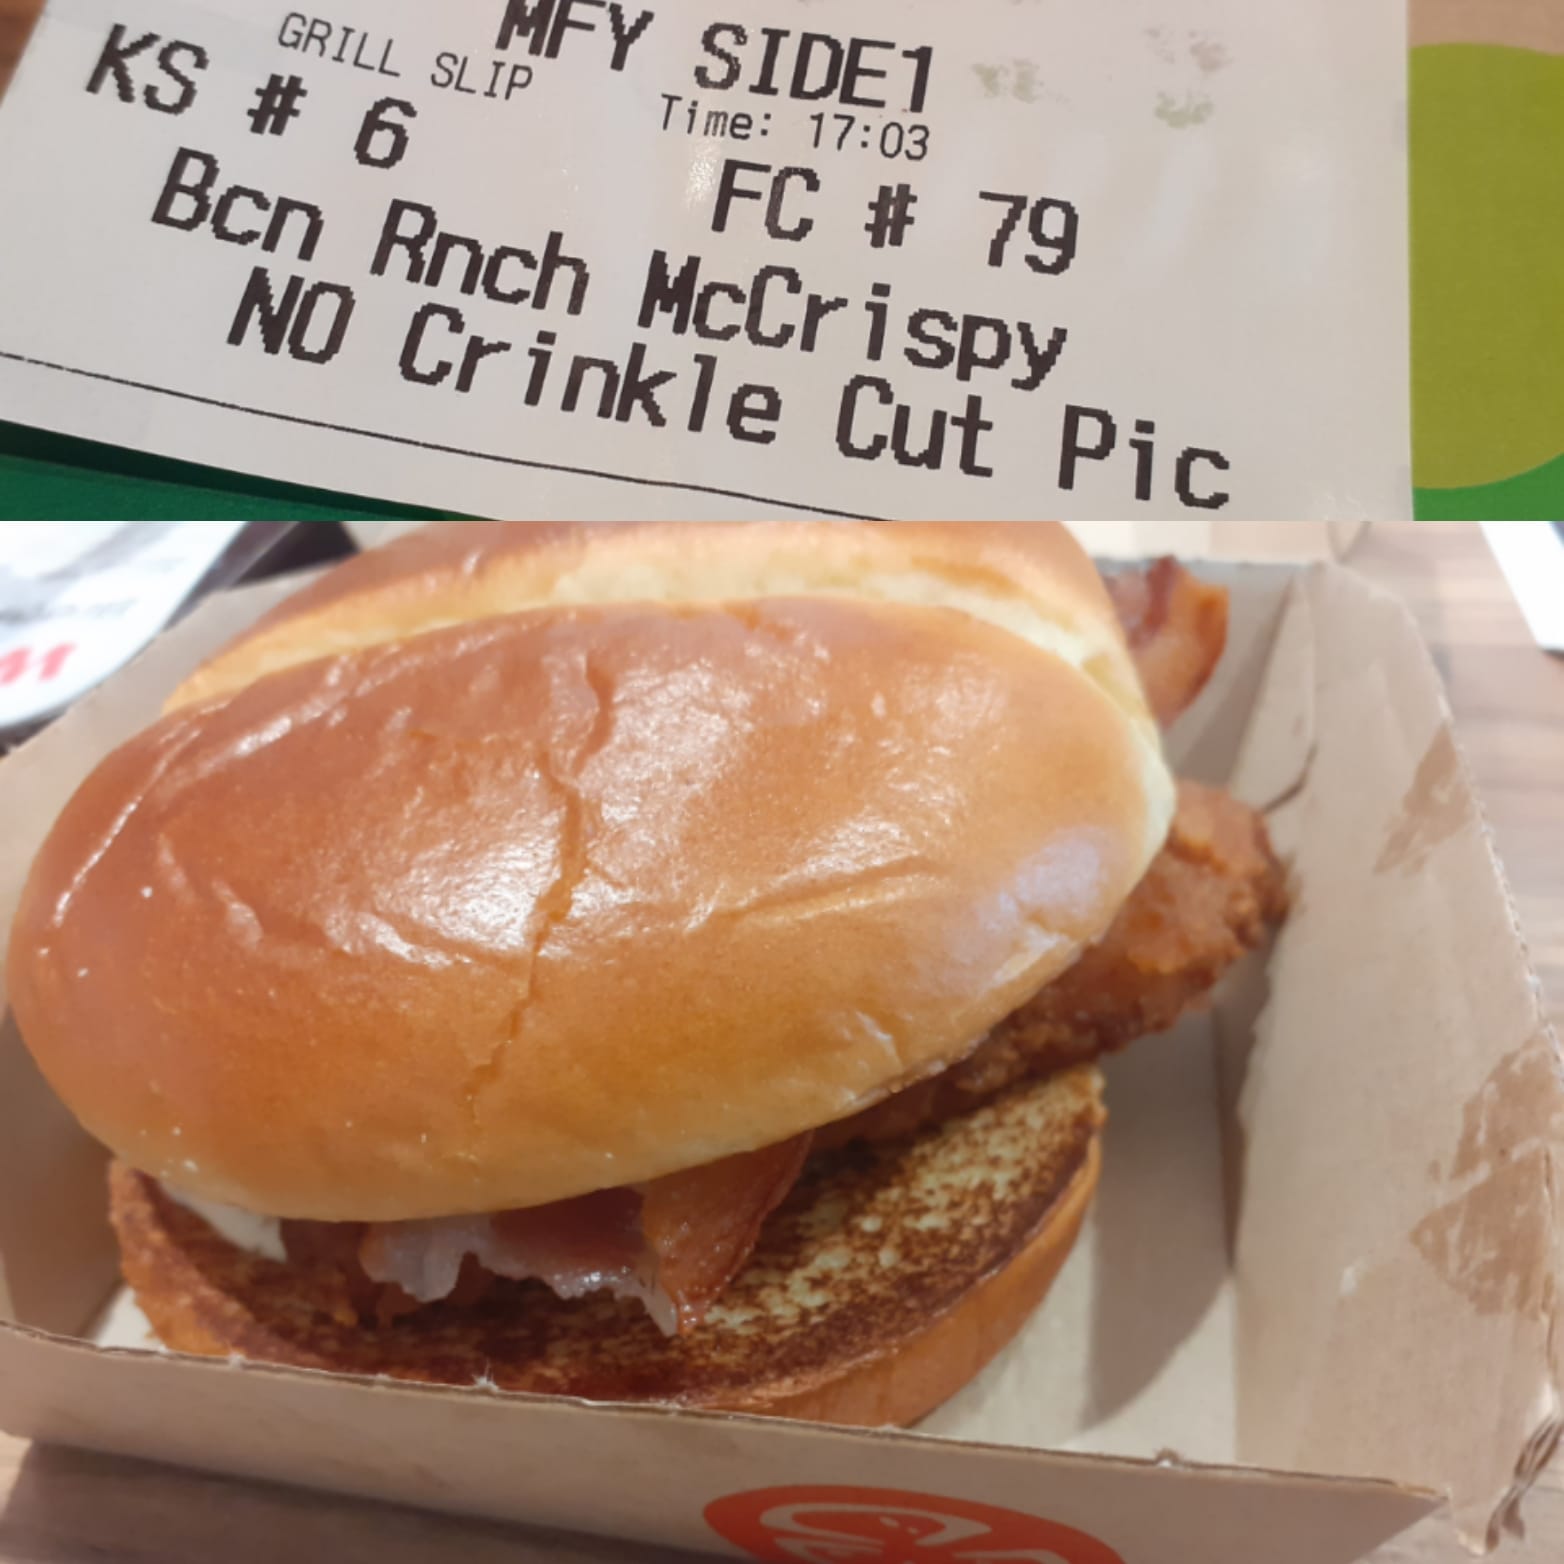 MFY SIDE1
GRILL SLIP
Time: 17:03
KS # 6
FC # 79
Bcn Rnch McCrispy
NO Crinkle Cut Pic